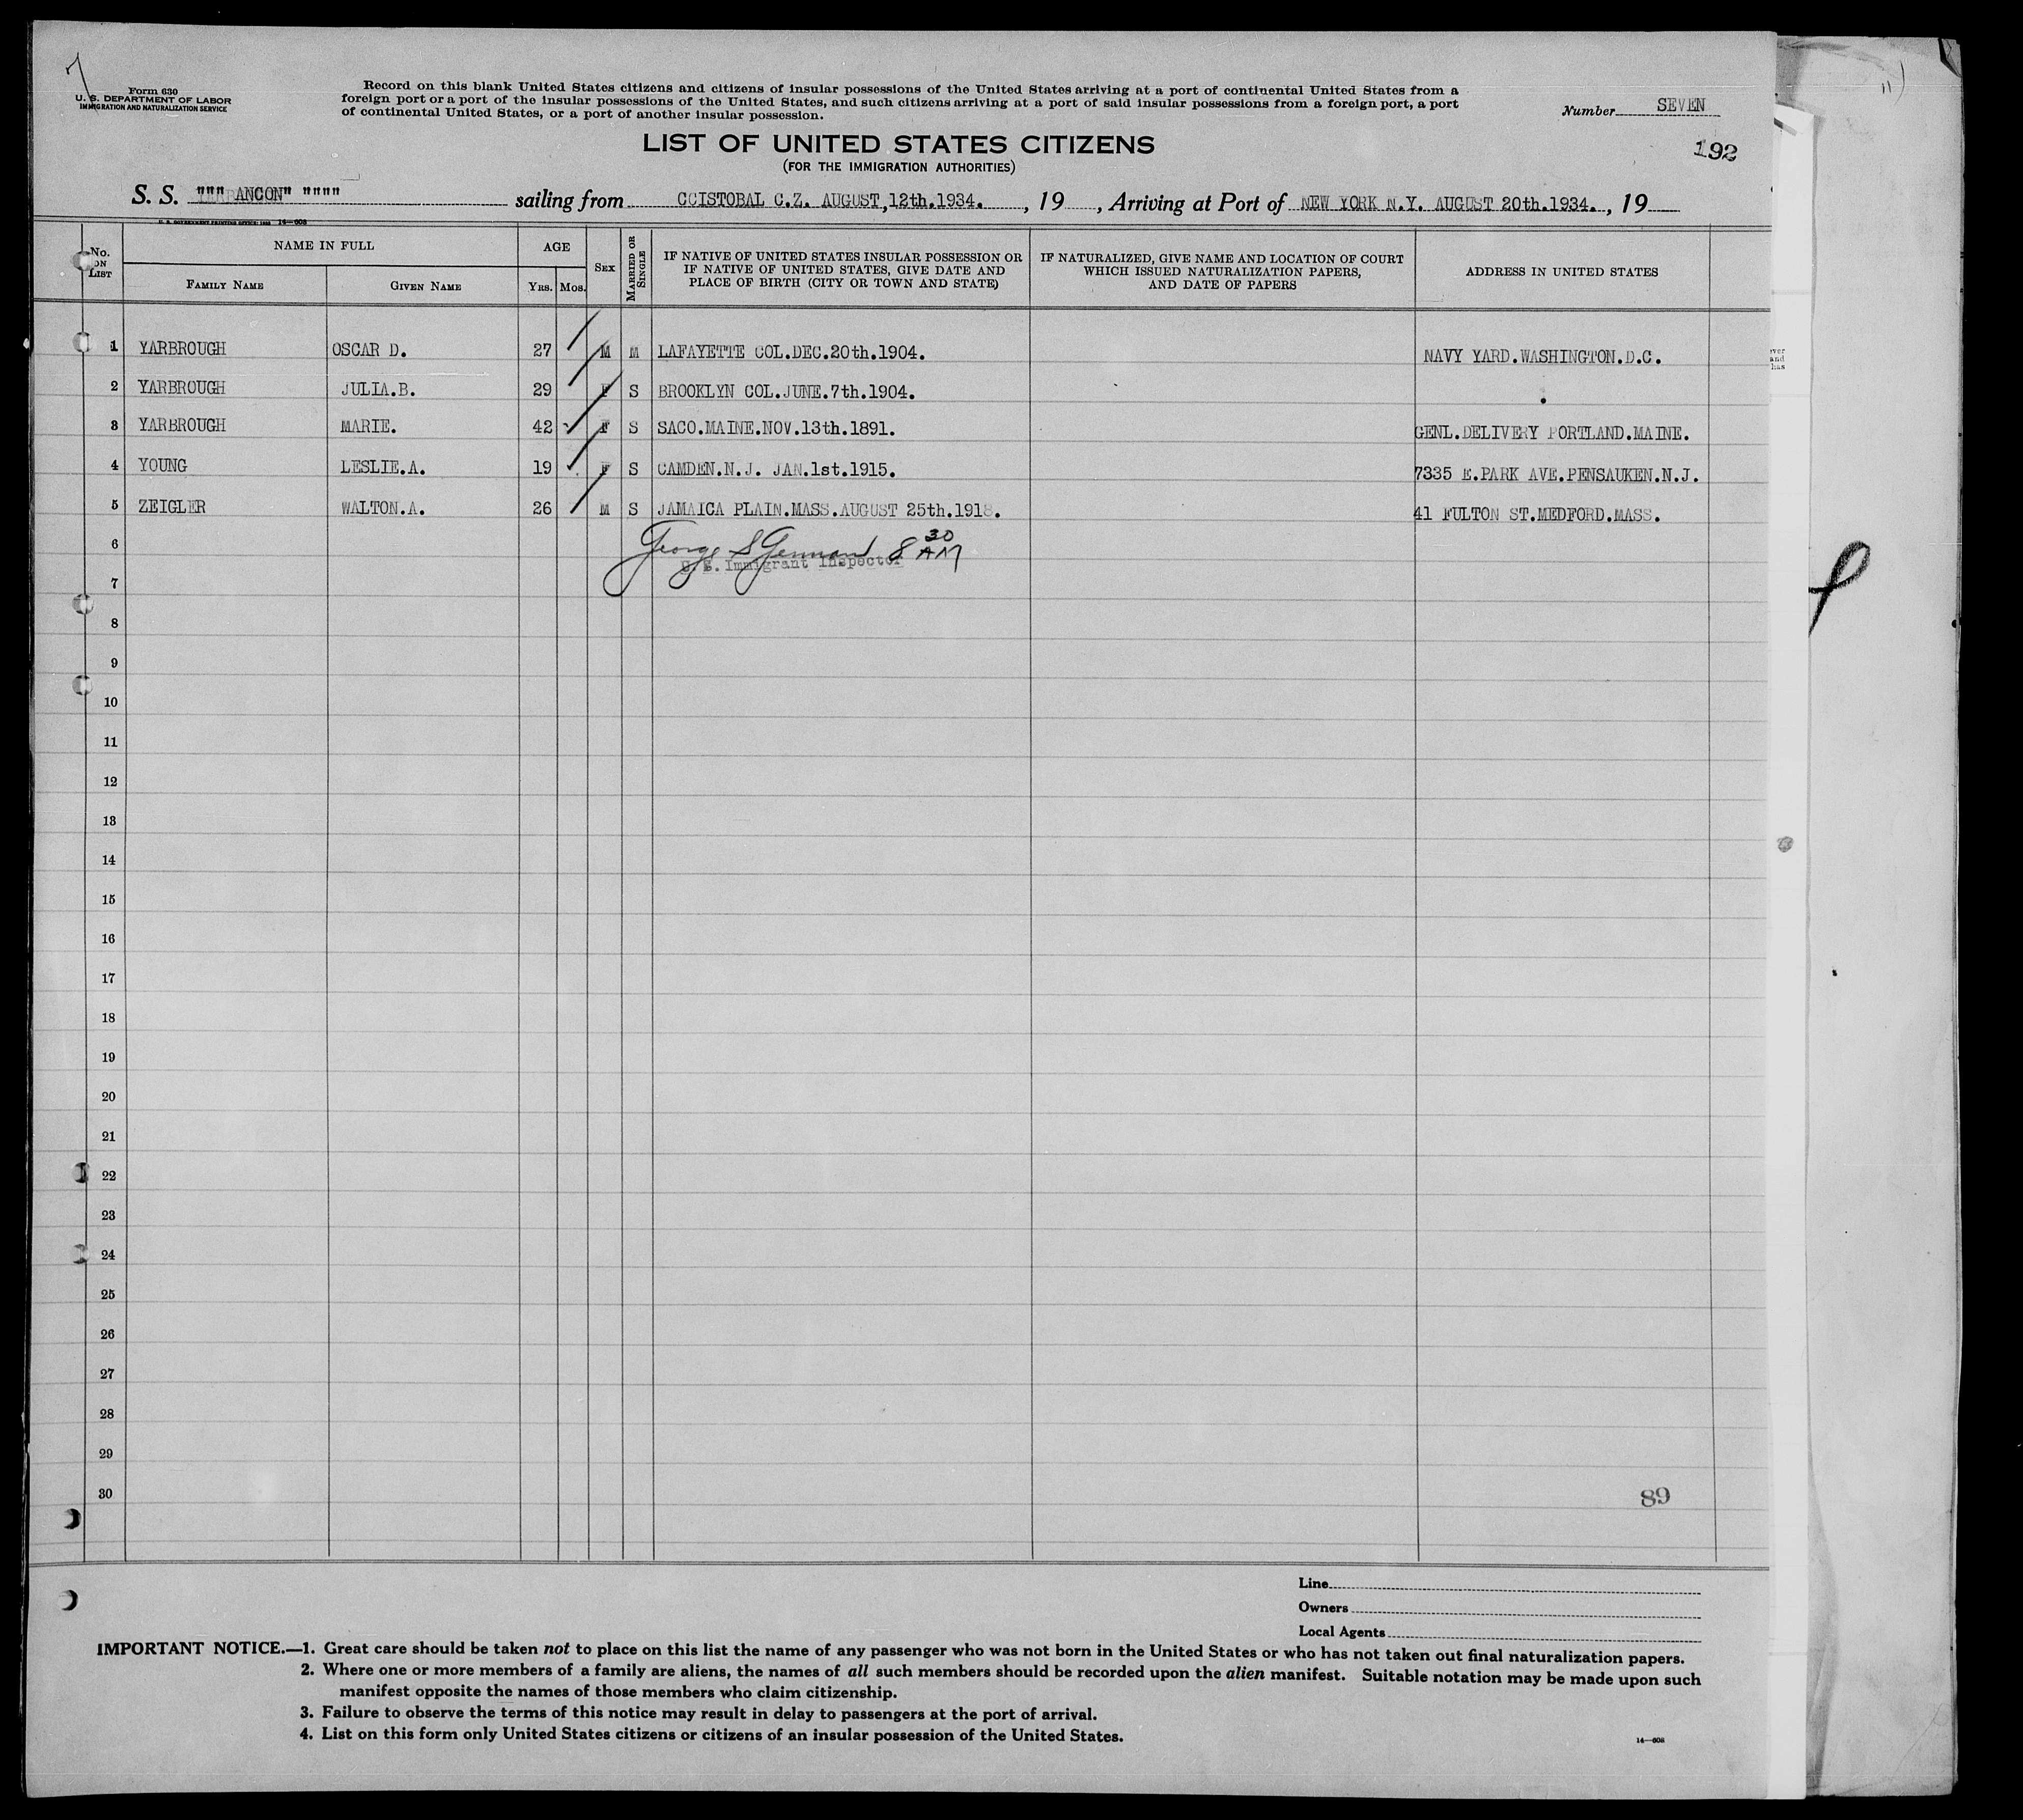 7
Form 630
U. S. DEPARTMENT OF LABOR
IMMIGRATION AND NATURALIZATION SERVICE
Record on this blank United States citizens and citizens of insular possessions of the United States arriving at a port of continental United States from a
foreign port or a port of the insular possessions of the United States, and such citizens arriving at a port of said insular possessions from a foreign port, a port
of continental United States, or a port of another insular possession.
Number SEVEN
LIST OF UNITED STATES CITIZENS
(FOR THE IMMIGRATION AUTHORITIES)
192
S. S. """ ANCON" """" sailing from CCISTOBAL C.Z. AUGUST,12th.1934. , 19 , Arriving at Port of NEW YORK N.Y. AUGUST 20th.1934. , 19
No. ON LIST NAME IN FULL AGE SEX MARRIED OR SINGLE IF NATIVE OF UNITED STATES INSULAR POSSESSION OR IF NATIVE OF UNITED STATES, GIVE DATE AND PLACE OF BIRTH (CITY OR TOWN AND STATE) IF NATURALIZED, GIVE NAME AND LOCATION OF COURT WHICH ISSUED NATURALIZATION PAPERS, AND DATE OF PAPERS ADDRESS IN UNITED STATES
FAMILY NAME GIVEN NAME YRS. MOS.
1 YARBROUGH OSCAR D. 27 M M LAFAYETTE COL.DEC.20th.1904. NAVY YARD.WASHINGTON.D.C.
2 YARBROUGH JULIA.B. 29 F S BROOKLYN COL.JUNE.7th.1904. "
3 YARBROUGH MARIE. 42 F S SACO.MAINE.NOV.13th.1891. GENL.DELIVERY PORTLAND.MAINE.
4 YOUNG LESLIE.A. 19 F S CAMDEN.N.J. JAN.1st.1915. 7335 E.PARK AVE.PENSAUKEN.N.J.
5 ZEIGLER WALTON.A. 26 M S JAMAICA PLAIN.MASS.AUGUST 25th.1918. 41 FULTON ST.MEDFORD.MASS.
6 George S 8 30 AM
U.S. Immigrant Inspector
7
8
9
10
11
12
13
14
15
16
17
18
19
20
21
22
23
24
25
26
27
28
29
30
89
Line
Owners
Local Agents
IMPORTANT NOTICE.—1. Great care should be taken not to place on this list the name of any passenger who was not born in the United States or who has not taken out final naturalization papers.
2. Where one or more members of a family are aliens, the names of all such members should be recorded upon the alien manifest. Suitable notation may be made upon such
manifest opposite the names of those members who claim citizenship.
3. Failure to observe the terms of this notice may result in delay to passengers at the port of arrival.
4. List on this form only United States citizens or citizens of an insular possession of the United States.
14—608